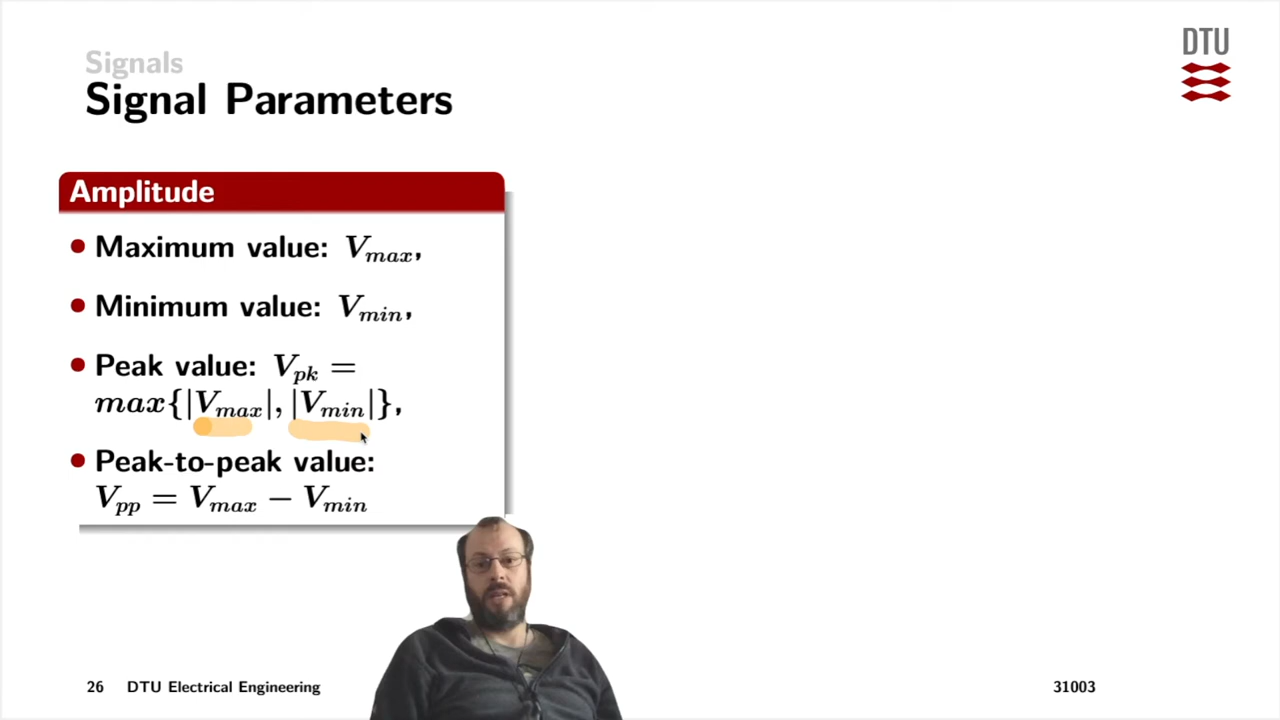 Signals
DTU
Signal Parameters
Amplitude
• Maximum value: V_max,
• Minimum value: V_min,
• Peak value: V_pk =
max{|V_max|, |V_min|},
• Peak-to-peak value:
V_pp = V_max − V_min
26 DTU Electrical Engineering 31003